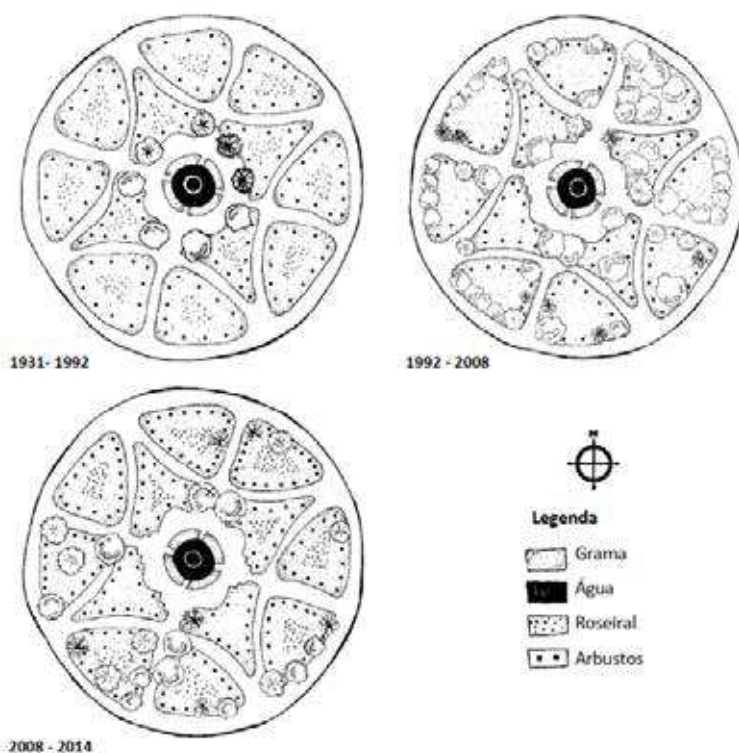 1931- 1992
1992 - 2008
2008 - 2014
N
Legenda
Grama
Água
Roseiral
Arbustos